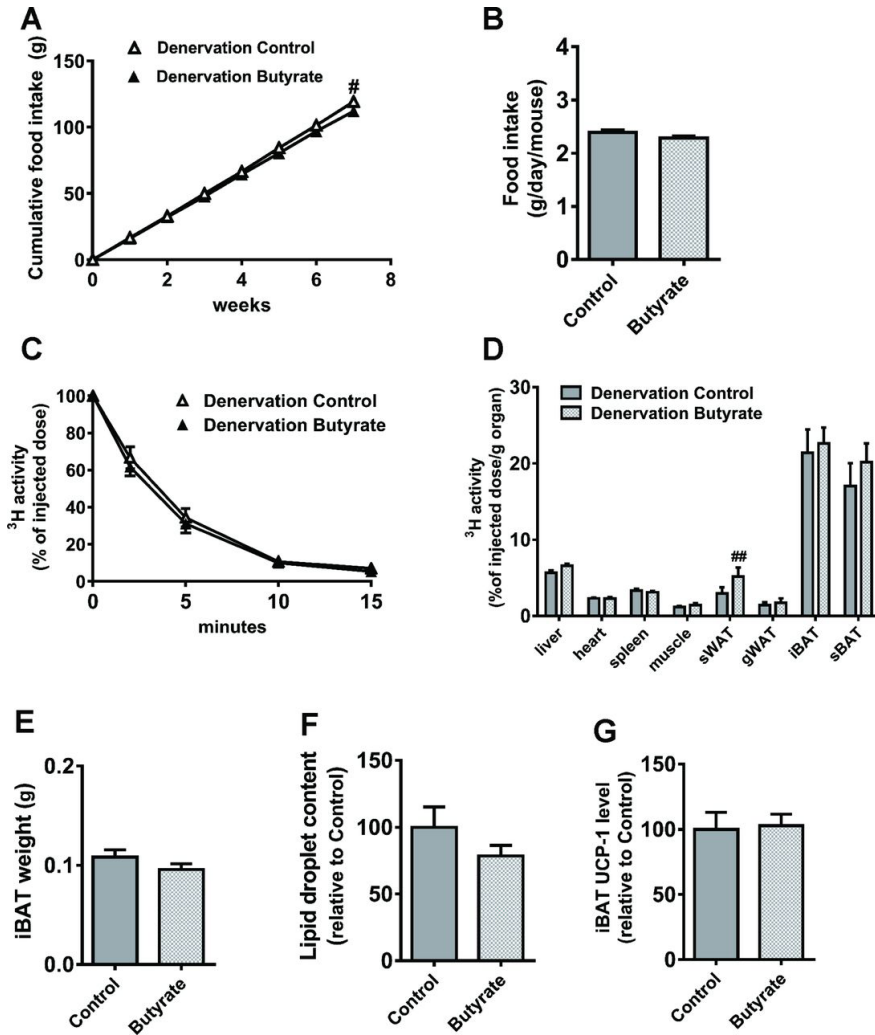 A
Denervation Control
Denervation Butyrate
Cumulative food intake (g)
150
100
50
0
#
0 2 4 6 8
weeks
B
Food intake
(g/day/mouse)
4
3
2
1
0
Control Butyrate
C
Denervation Control
Denervation Butyrate
³H activity
(% of injected dose)
100
80
60
40
20
0
0 5 10 15
minutes
D
Denervation Control
Denervation Butyrate
³H activity
(%of injected dose/g organ)
30
20
10
0
##
liver heart spleen muscle sWAT gWAT iBAT sBAT
E
iBAT weight (g)
0.2
0.1
0.0
Control Butyrate
F
Lipid droplet content
(relative to Control)
150
100
50
0
Control Butyrate
G
iBAT UCP-1 level
(relative to Control)
150
100
50
0
Control Butyrate